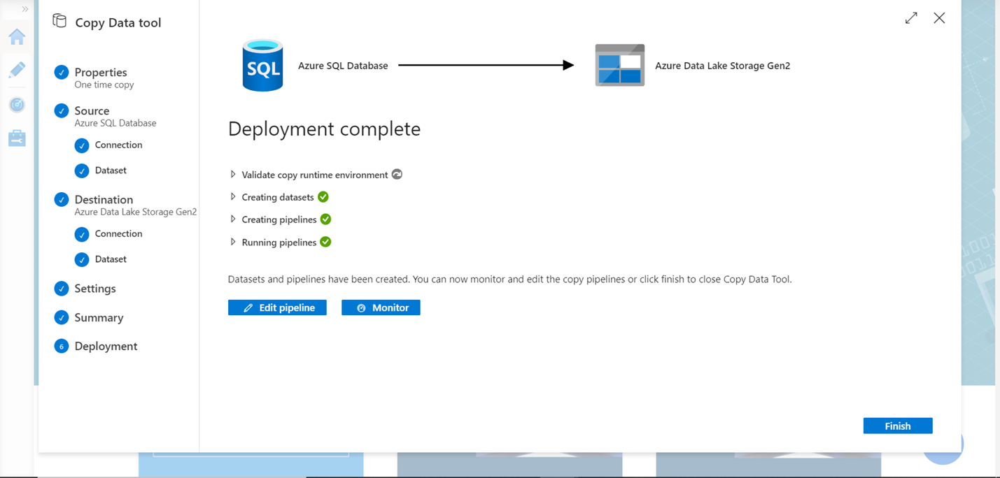 Copy Data tool
Properties
One time copy
Source
Azure SQL Database
Connection
Dataset
Destination
Azure Data Lake Storage Gen2
Connection
Dataset
Settings
Summary
6 Deployment
SQL Azure SQL Database
Azure Data Lake Storage Gen2
Deployment complete
Validate copy runtime environment
Creating datasets
Creating pipelines
Running pipelines
Datasets and pipelines have been created. You can now monitor and edit the copy pipelines or click finish to close Copy Data Tool.
Edit pipeline
Monitor
Finish